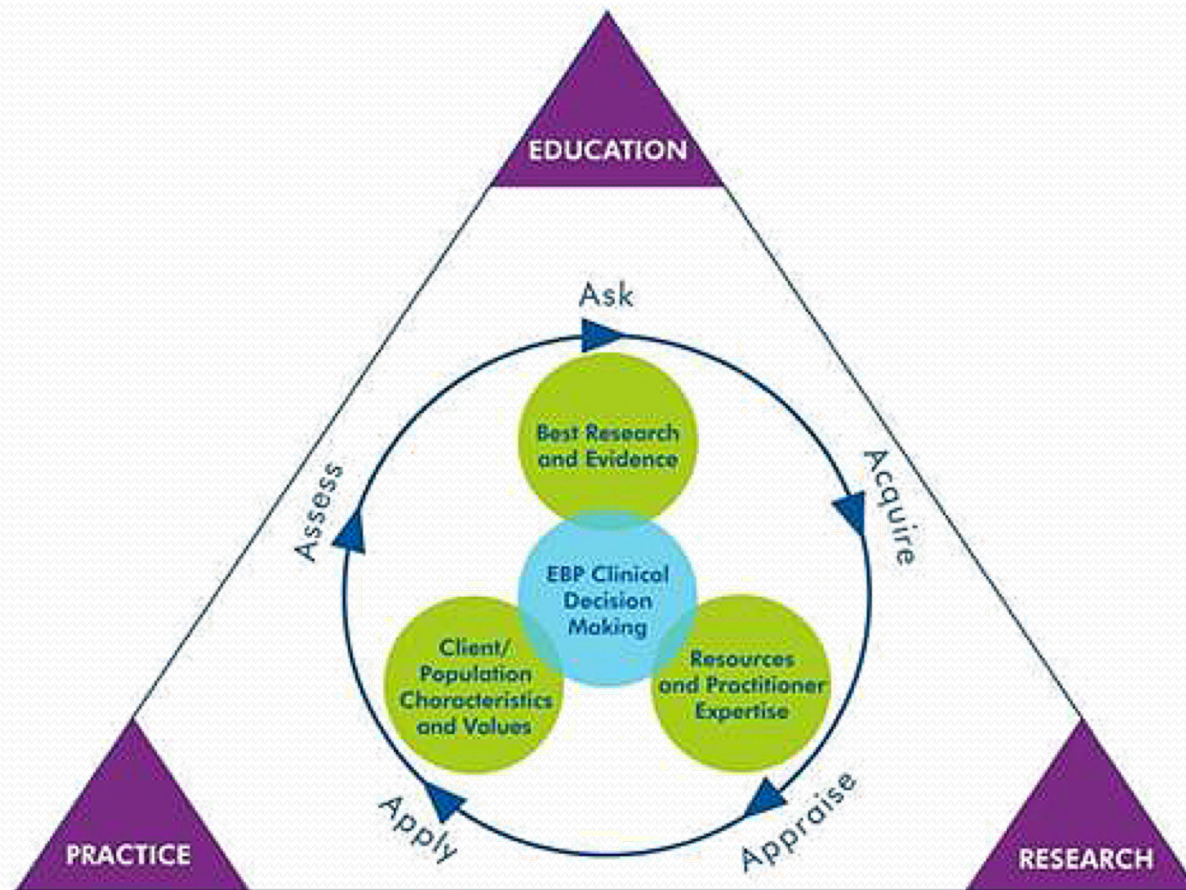 EDUCATION
Ask
Best Research
and Evidence
Acquire
Assess
EBP Clinical
Decision
Making
Client/
Population
Characteristics
and Values
Resources
and Practitioner
Expertise
Apply
Appraise
PRACTICE
RESEARCH